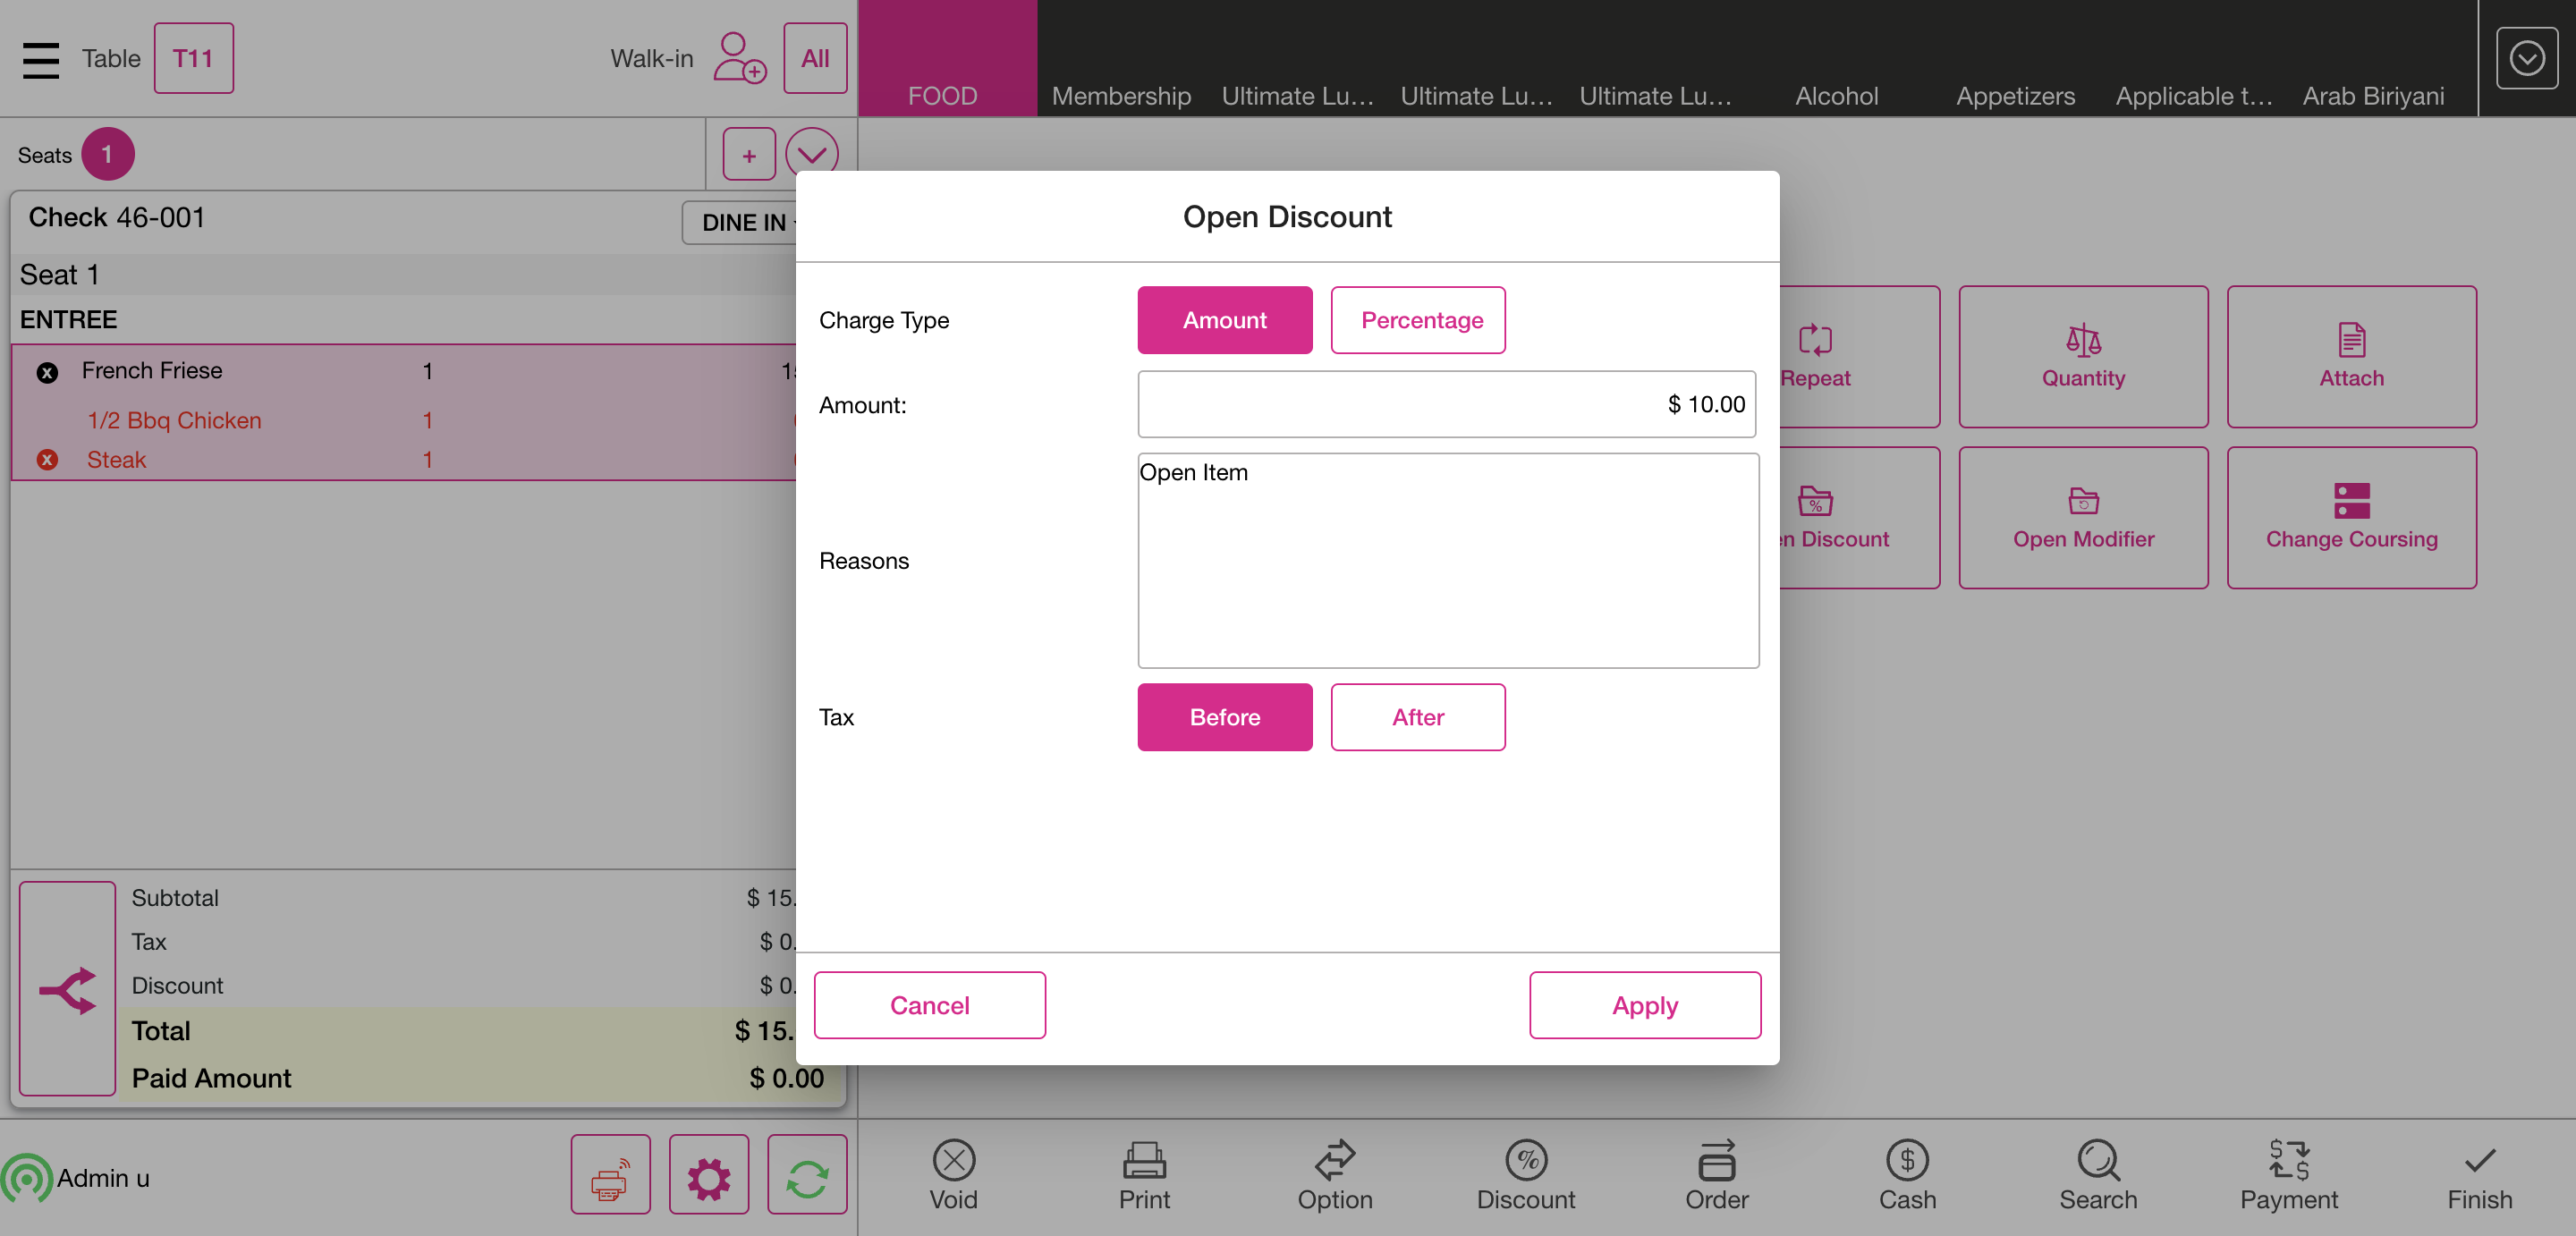 Table T11 Walk-in All
FOOD Membership Ultimate Lu... Ultimate Lu... Ultimate Lu... Alcohol Appetizers Applicable t... Arab Biriyani
Seats 1 +
Check 46-001 DINE IN
Seat 1
ENTREE
French Friese 1
1/2 Bbq Chicken 1
Steak 1
Subtotal $ 15.
Tax $ 0.
Discount $ 0.
Total $ 15.
Paid Amount $ 0.00
Admin u
Open Discount
Charge Type Amount Percentage
Amount: $ 10.00
Reasons Open Item
Tax Before After
Cancel Apply
Repeat Quantity Attach
n Discount Open Modifier Change Coursing
Void Print Option Discount Order Cash Search Payment Finish